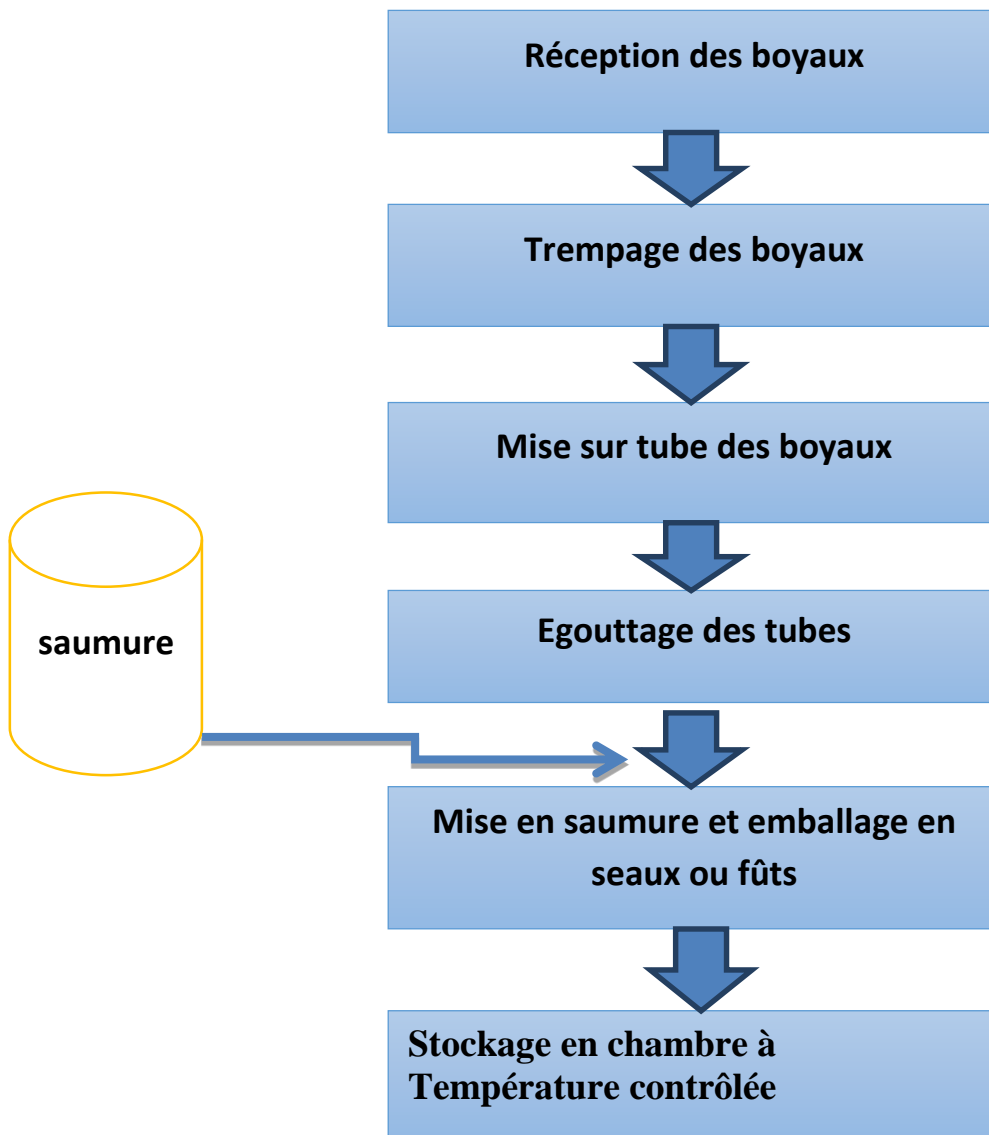 Réception des boyaux
Trempage des boyaux
Mise sur tube des boyaux
Egouttage des tubes
saumure
Mise en saumure et emballage en
seaux ou fûts
Stockage en chambre à
Température contrôlée